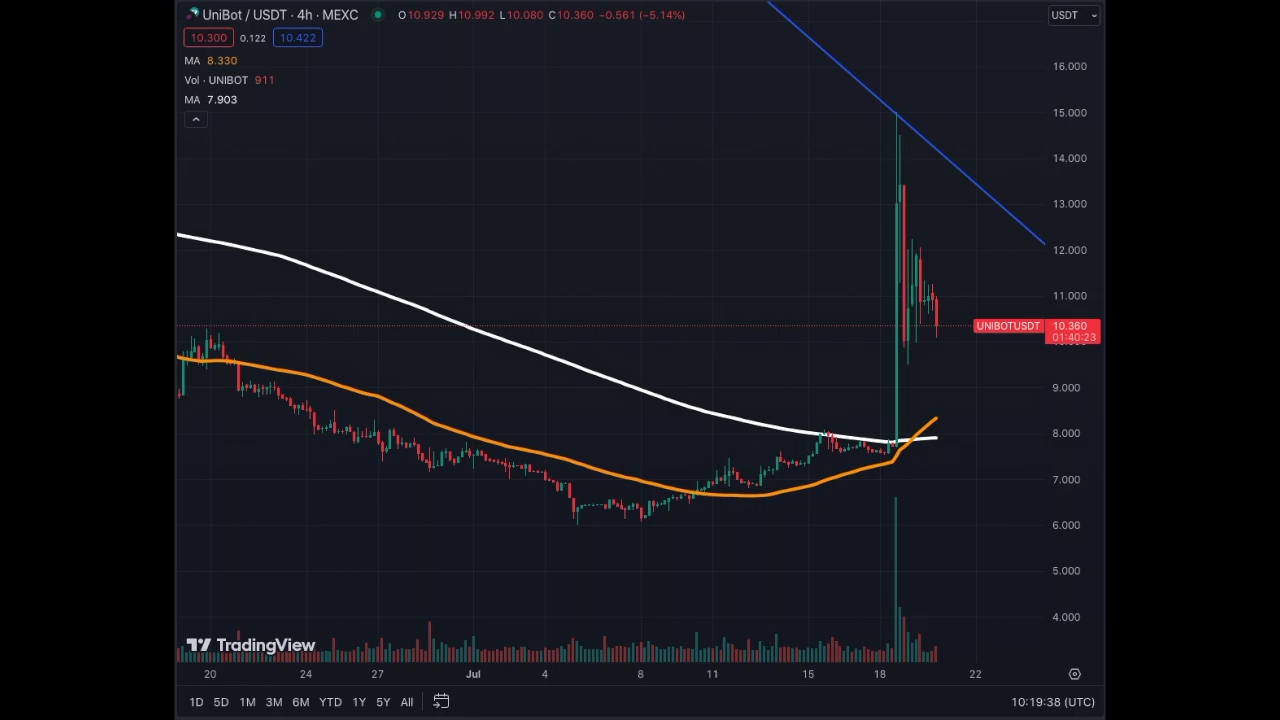 UniBot / USDT · 4h · MEXC O10.929 H10.992 L10.080 C10.360 −0.561 (−5.14%) USDT
10.300 0.122 10.422
MA 8.330
Vol · UNIBOT 911
MA 7.903
16.000
15.000
14.000
13.000
12.000
11.000
UNIBOTUSDT 10.360
01:40:23
9.000
8.000
7.000
6.000
5.000
4.000
TradingView
20 24 27 Jul 4 8 11 15 18 22
1D 5D 1M 3M 6M YTD 1Y 5Y All 10:19:38 (UTC)